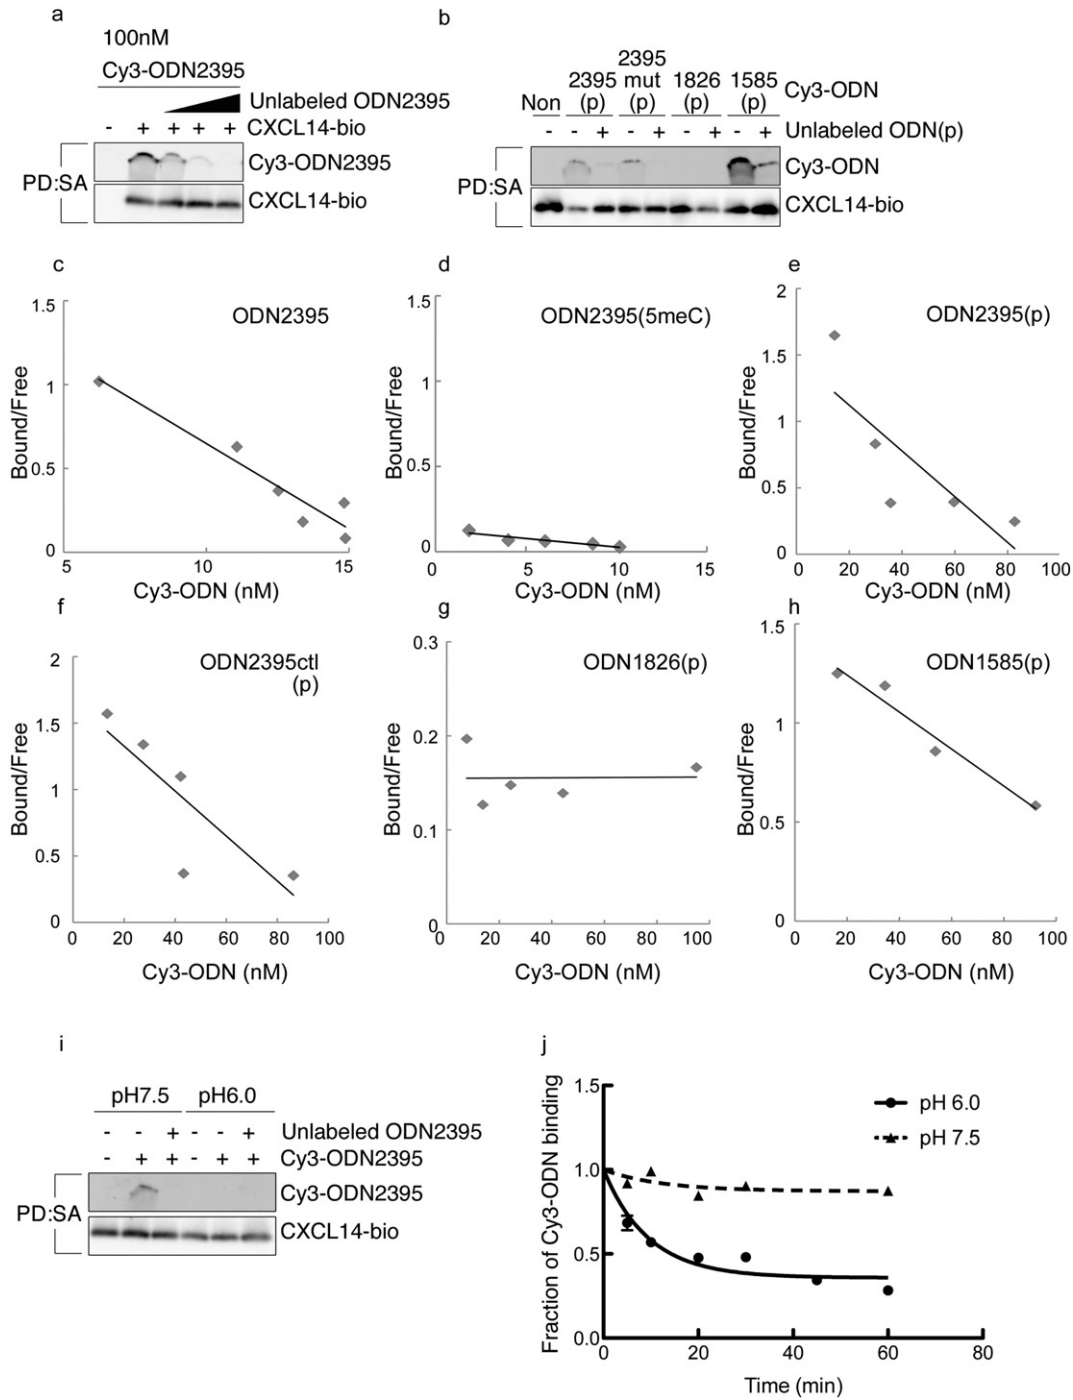 a
100nM
Cy3-ODN2395
Unlabeled ODN2395
- + + + + CXCL14-bio
Cy3-ODN2395
PD:SA
CXCL14-bio
b
2395
2395 mut 1826 1585
Non (p) (p) (p) (p) Cy3-ODN
- - + - + - + - + Unlabeled ODN(p)
Cy3-ODN
PD:SA
CXCL14-bio
c
ODN2395
1.5
1
0.5
0
Bound/Free
5 10 15
Cy3-ODN (nM)
d
ODN2395(5meC)
1.5
1
0.5
0
Bound/Free
0 5 10 15
Cy3-ODN (nM)
e
ODN2395(p)
2
1.5
1
0.5
0
Bound/Free
0 20 40 60 80 100
Cy3-ODN (nM)
f
ODN2395ctl
(p)
2
1.5
1
0.5
0
Bound/Free
0 20 40 60 80 100
Cy3-ODN (nM)
g
ODN1826(p)
0.3
0.2
0.1
0
Bound/Free
0 20 40 60 80 100
Cy3-ODN (nM)
h
ODN1585(p)
1.5
1
0.5
0
Bound/Free
0 20 40 60 80 100
Cy3-ODN (nM)
i
pH7.5 pH6.0
- - + - - + Unlabeled ODN2395
- + + - + + Cy3-ODN2395
Cy3-ODN2395
PD:SA
CXCL14-bio
j
1.5
1.0
0.5
0.0
Fraction of Cy3-ODN binding
pH 6.0
pH 7.5
0 20 40 60 80
Time (min)